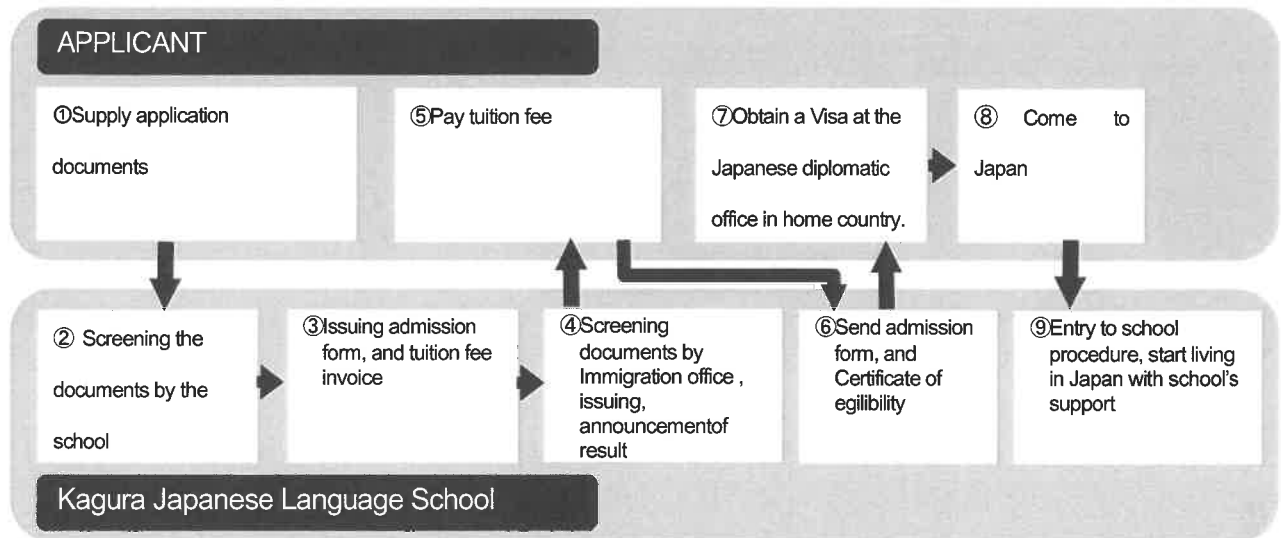 APPLICANT
①Supply application
documents
⑤Pay tuition fee
⑦Obtain a Visa at the
Japanese diplomatic
office in home country.
⑧ Come to
Japan
② Screening the
documents by the
school
③Issuing admission
form, and tuition fee
invoice
④Screening
documents by
Immigration office ,
issuing,
announcementof
result
⑥Send admission
form, and
Certificate of
egilibility
⑨Entry to school
procedure, start living
in Japan with school's
support
Kagura Japanese Language School